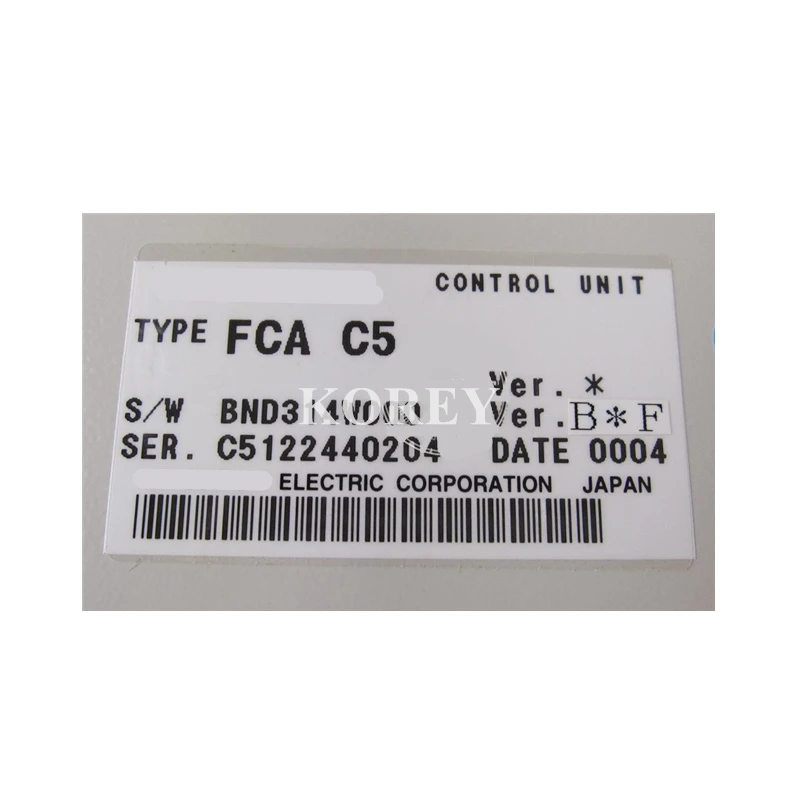 CONTROL UNIT
TYPE FCA C5
Ver. *
S/W Ver. B*F
SER. C5122440204 DATE 0004
ELECTRIC CORPORATION JAPAN
KOREY